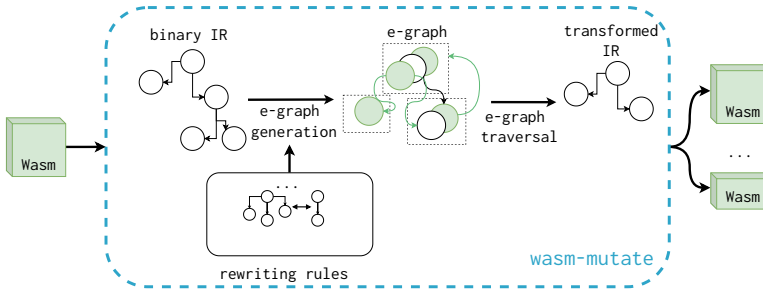 binary IR
e-graph
transformed
IR
Wasm
e-graph
generation
e-graph
traversal
Wasm
...
Wasm
...
rewriting rules
wasm-mutate